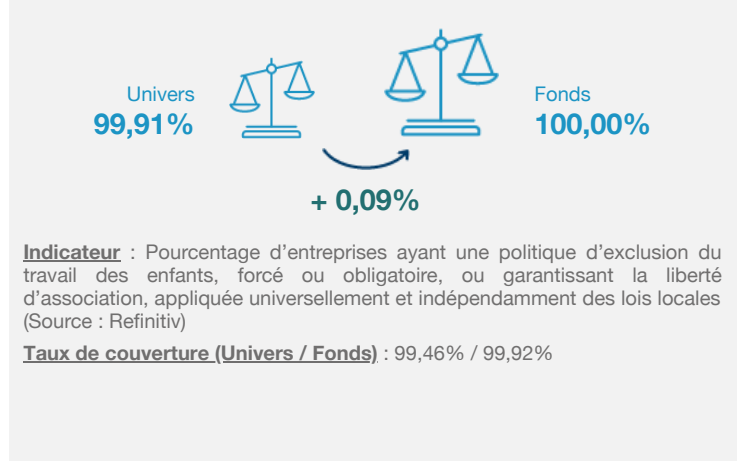 Univers
99,91%
Fonds
100,00%
+ 0,09%
Indicateur : Pourcentage d’entreprises ayant une politique d’exclusion du
travail des enfants, forcé ou obligatoire, ou garantissant la liberté
d’association, appliquée universellement et indépendamment des lois locales
(Source : Refinitiv)
Taux de couverture (Univers / Fonds) : 99,46% / 99,92%